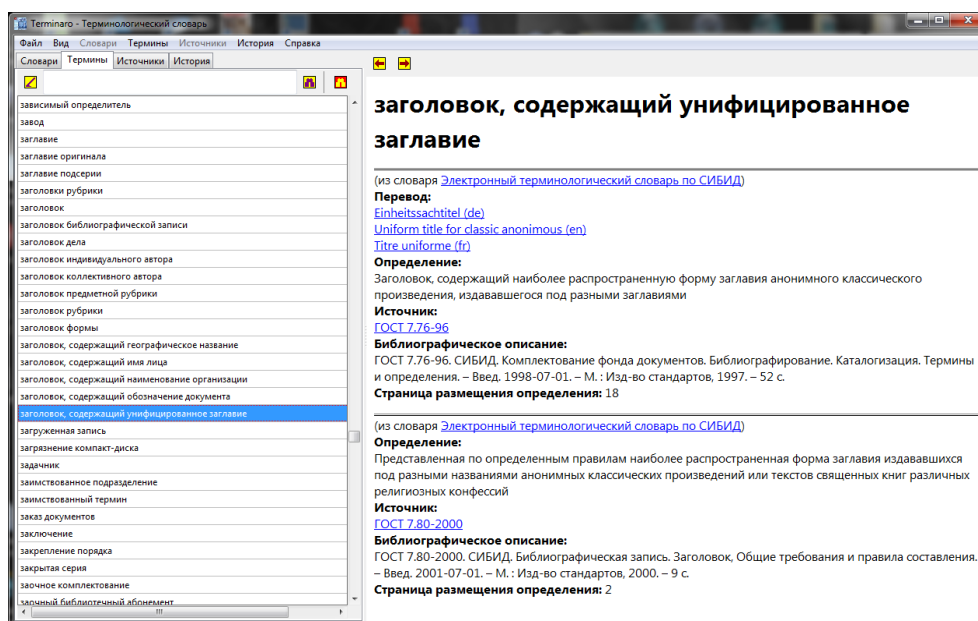 Terminaro - Терминологический словарь
Файл Вид Словари Термины Источники История Справка
Словари Термины Источники История
зависимый определитель
завод
заглавие
заглавие оригинала
заглавие подсерии
заголовки рубрики
заголовок
заголовок библиографической записи
заголовок дела
заголовок индивидуального автора
заголовок коллективного автора
заголовок предметной рубрики
заголовок рубрики
заголовок формы
заголовок, содержащий географическое название
заголовок, содержащий имя лица
заголовок, содержащий наименование организации
заголовок, содержащий обозначение документа
заголовок, содержащий унифицированное заглавие
загруженная запись
загрязнение компакт-диска
задачник
заимствованное подразделение
заимствованный термин
заказ документов
заключение
закрепление порядка
закрытая серия
заочное комплектование
заочный библиотечный абонемент
заголовок, содержащий унифицированное
заглавие
(из словаря Электронный терминологический словарь по СИБИД)
Перевод:
Einheitssachtitel (de)
Uniform title for classic anonimous (en)
Titre uniforme (fr)
Определение:
Заголовок, содержащий наиболее распространенную форму заглавия анонимного классического
произведения, издававшегося под разными заглавиями
Источник:
ГОСТ 7.76-96
Библиографическое описание:
ГОСТ 7.76-96. СИБИД. Комплектование фонда документов. Библиографирование. Каталогизация. Термины
и определения. – Введ. 1998-07-01. – М. : Изд-во стандартов, 1997. – 52 с.
Страница размещения определения: 18
(из словаря Электронный терминологический словарь по СИБИД)
Определение:
Представленная по определенным правилам наиболее распространенная форма заглавия издававшихся
под разными названиями анонимных классических произведений или текстов священных книг различных
религиозных конфессий
Источник:
ГОСТ 7.80-2000
Библиографическое описание:
ГОСТ 7.80-2000. СИБИД. Библиографическая запись. Заголовок, Общие требования и правила составления.
– Введ. 2001-07-01. – М. : Изд-во стандартов, 2000. – 9 с.
Страница размещения определения: 2